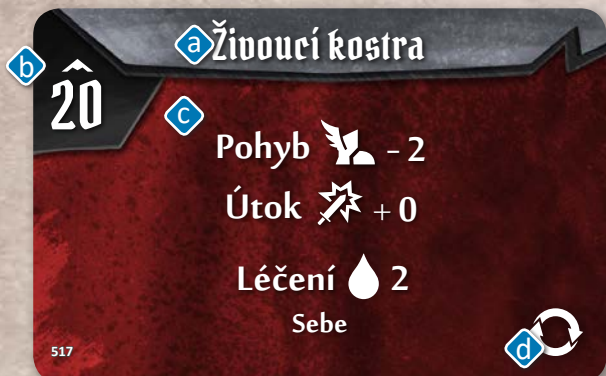 a Živoucí kostra
b 20
c
Pohyb - 2
Útok + 0
Léčení 2
Sebe
517
d